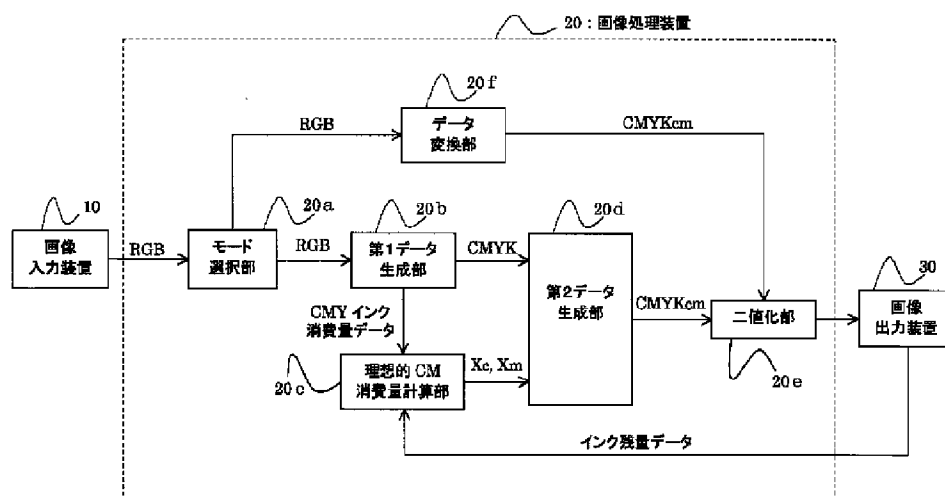 20：画像処理装置
20f
RGB
データ
変換部
CMYKcm
10
画像
入力装置
RGB
20a
モード
選択部
RGB
20b
第1データ
生成部
CMYK
20d
第2データ
生成部
CMYKcm
二値化部
20e
30
画像
出力装置
CMYインク
消費量データ
20c
理想的CM
消費量計算部
Xc, Xm
インク残量データ